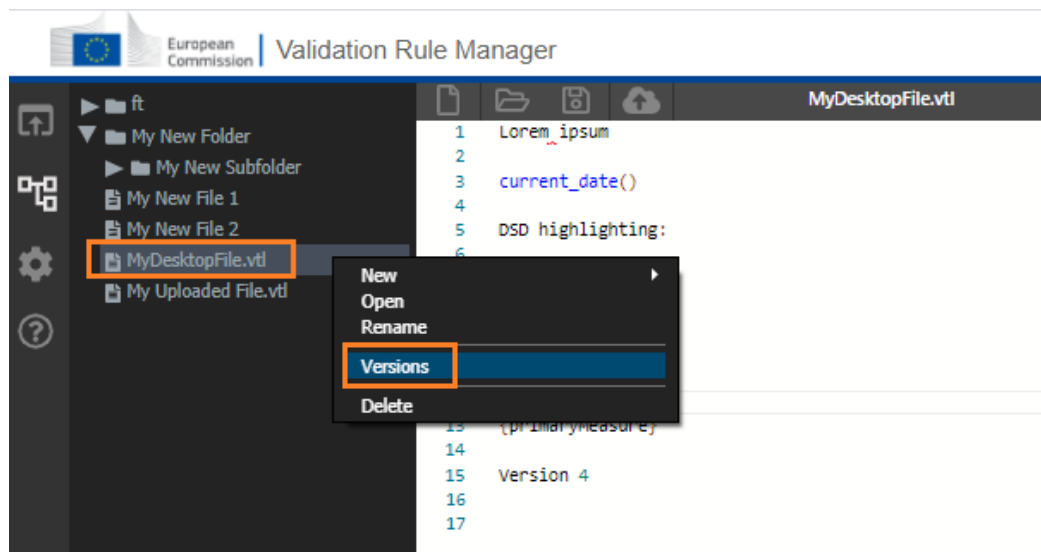 European
Commission
Validation Rule Manager
ft
My New Folder
My New Subfolder
My New File 1
My New File 2
MyDesktopFile.vtl
My Uploaded File.vtl
MyDesktopFile.vtl
1 Lorem ipsum
2
3 current_date()
4
5 DSD highlighting:
6
New
Open
Rename
Versions
Delete
13 {primaryMeasure}
14
15 Version 4
16
17